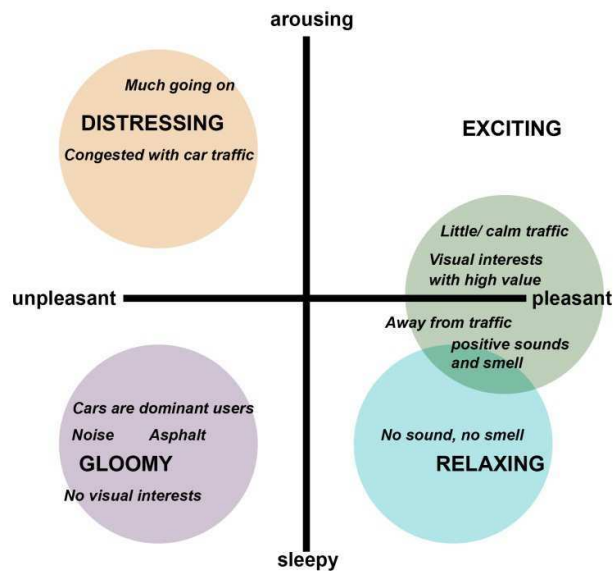 arousing
Much going on
DISTRESSING
Congested with car traffic
EXCITING
Little/ calm traffic
Visual interests
with high value
unpleasant
pleasant
Away from traffic
positive sounds
and smell
Cars are dominant users
Noise Asphalt
GLOOMY
No visual interests
No sound, no smell
RELAXING
sleepy